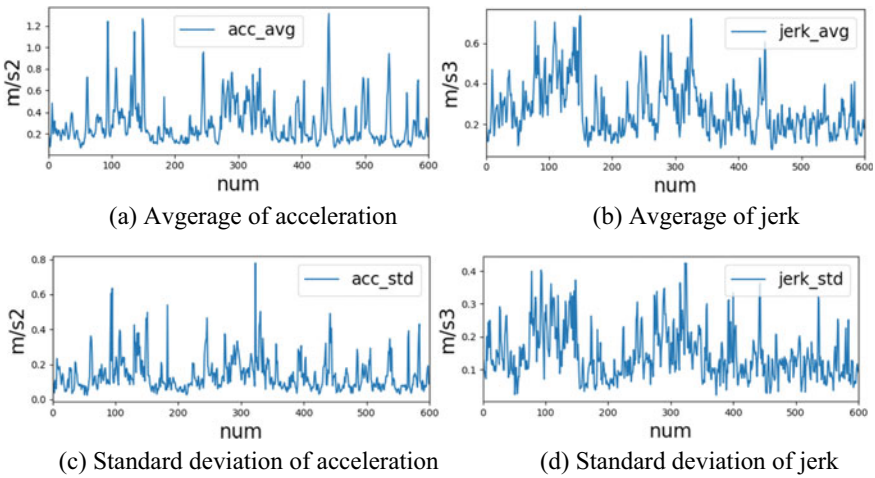 acc_avg
m/s2
1.2
1.0
0.8
0.6
0.4
0.2
0 100 200 300 400 500 600
num
(a) Avgerage of acceleration
jerk_avg
m/s3
0.6
0.4
0.2
0 100 200 300 400 500 600
num
(b) Avgerage of jerk
acc_std
m/s2
0.8
0.6
0.4
0.2
0.0
0 100 200 300 400 500 600
num
(c) Standard deviation of acceleration
jerk_std
m/s3
0.4
0.3
0.2
0.1
0 100 200 300 400 500 600
num
(d) Standard deviation of jerk